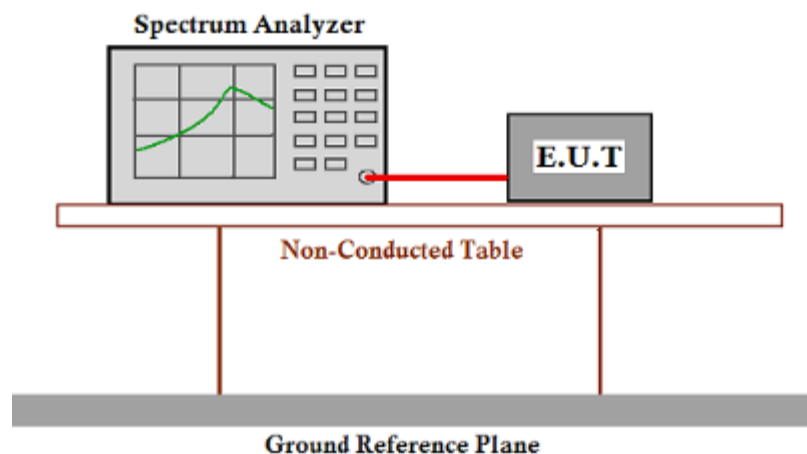 Spectrum Analyzer
E.U.T
Non-Conducted Table
Ground Reference Plane